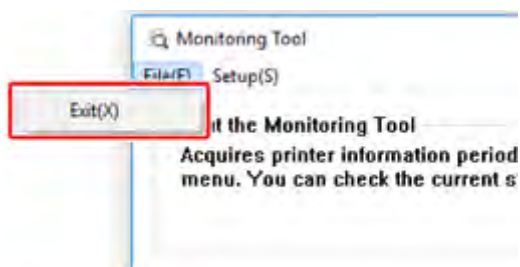 Monitoring Tool
File(F) Setup(S)
Exit(X)
t the Monitoring Tool
Acquires printer information period
menu. You can check the current s